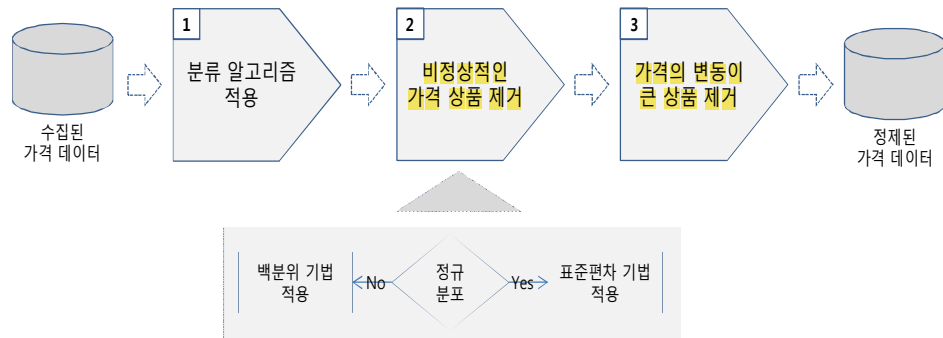 1
분류 알고리즘
적용
2
비정상적인
가격 상품 제거
3
가격의 변동이
큰 상품 제거
수집된
가격 데이터
정제된
가격 데이터
백분위 기법
적용
No
정규
분포
Yes
표준편차 기법
적용